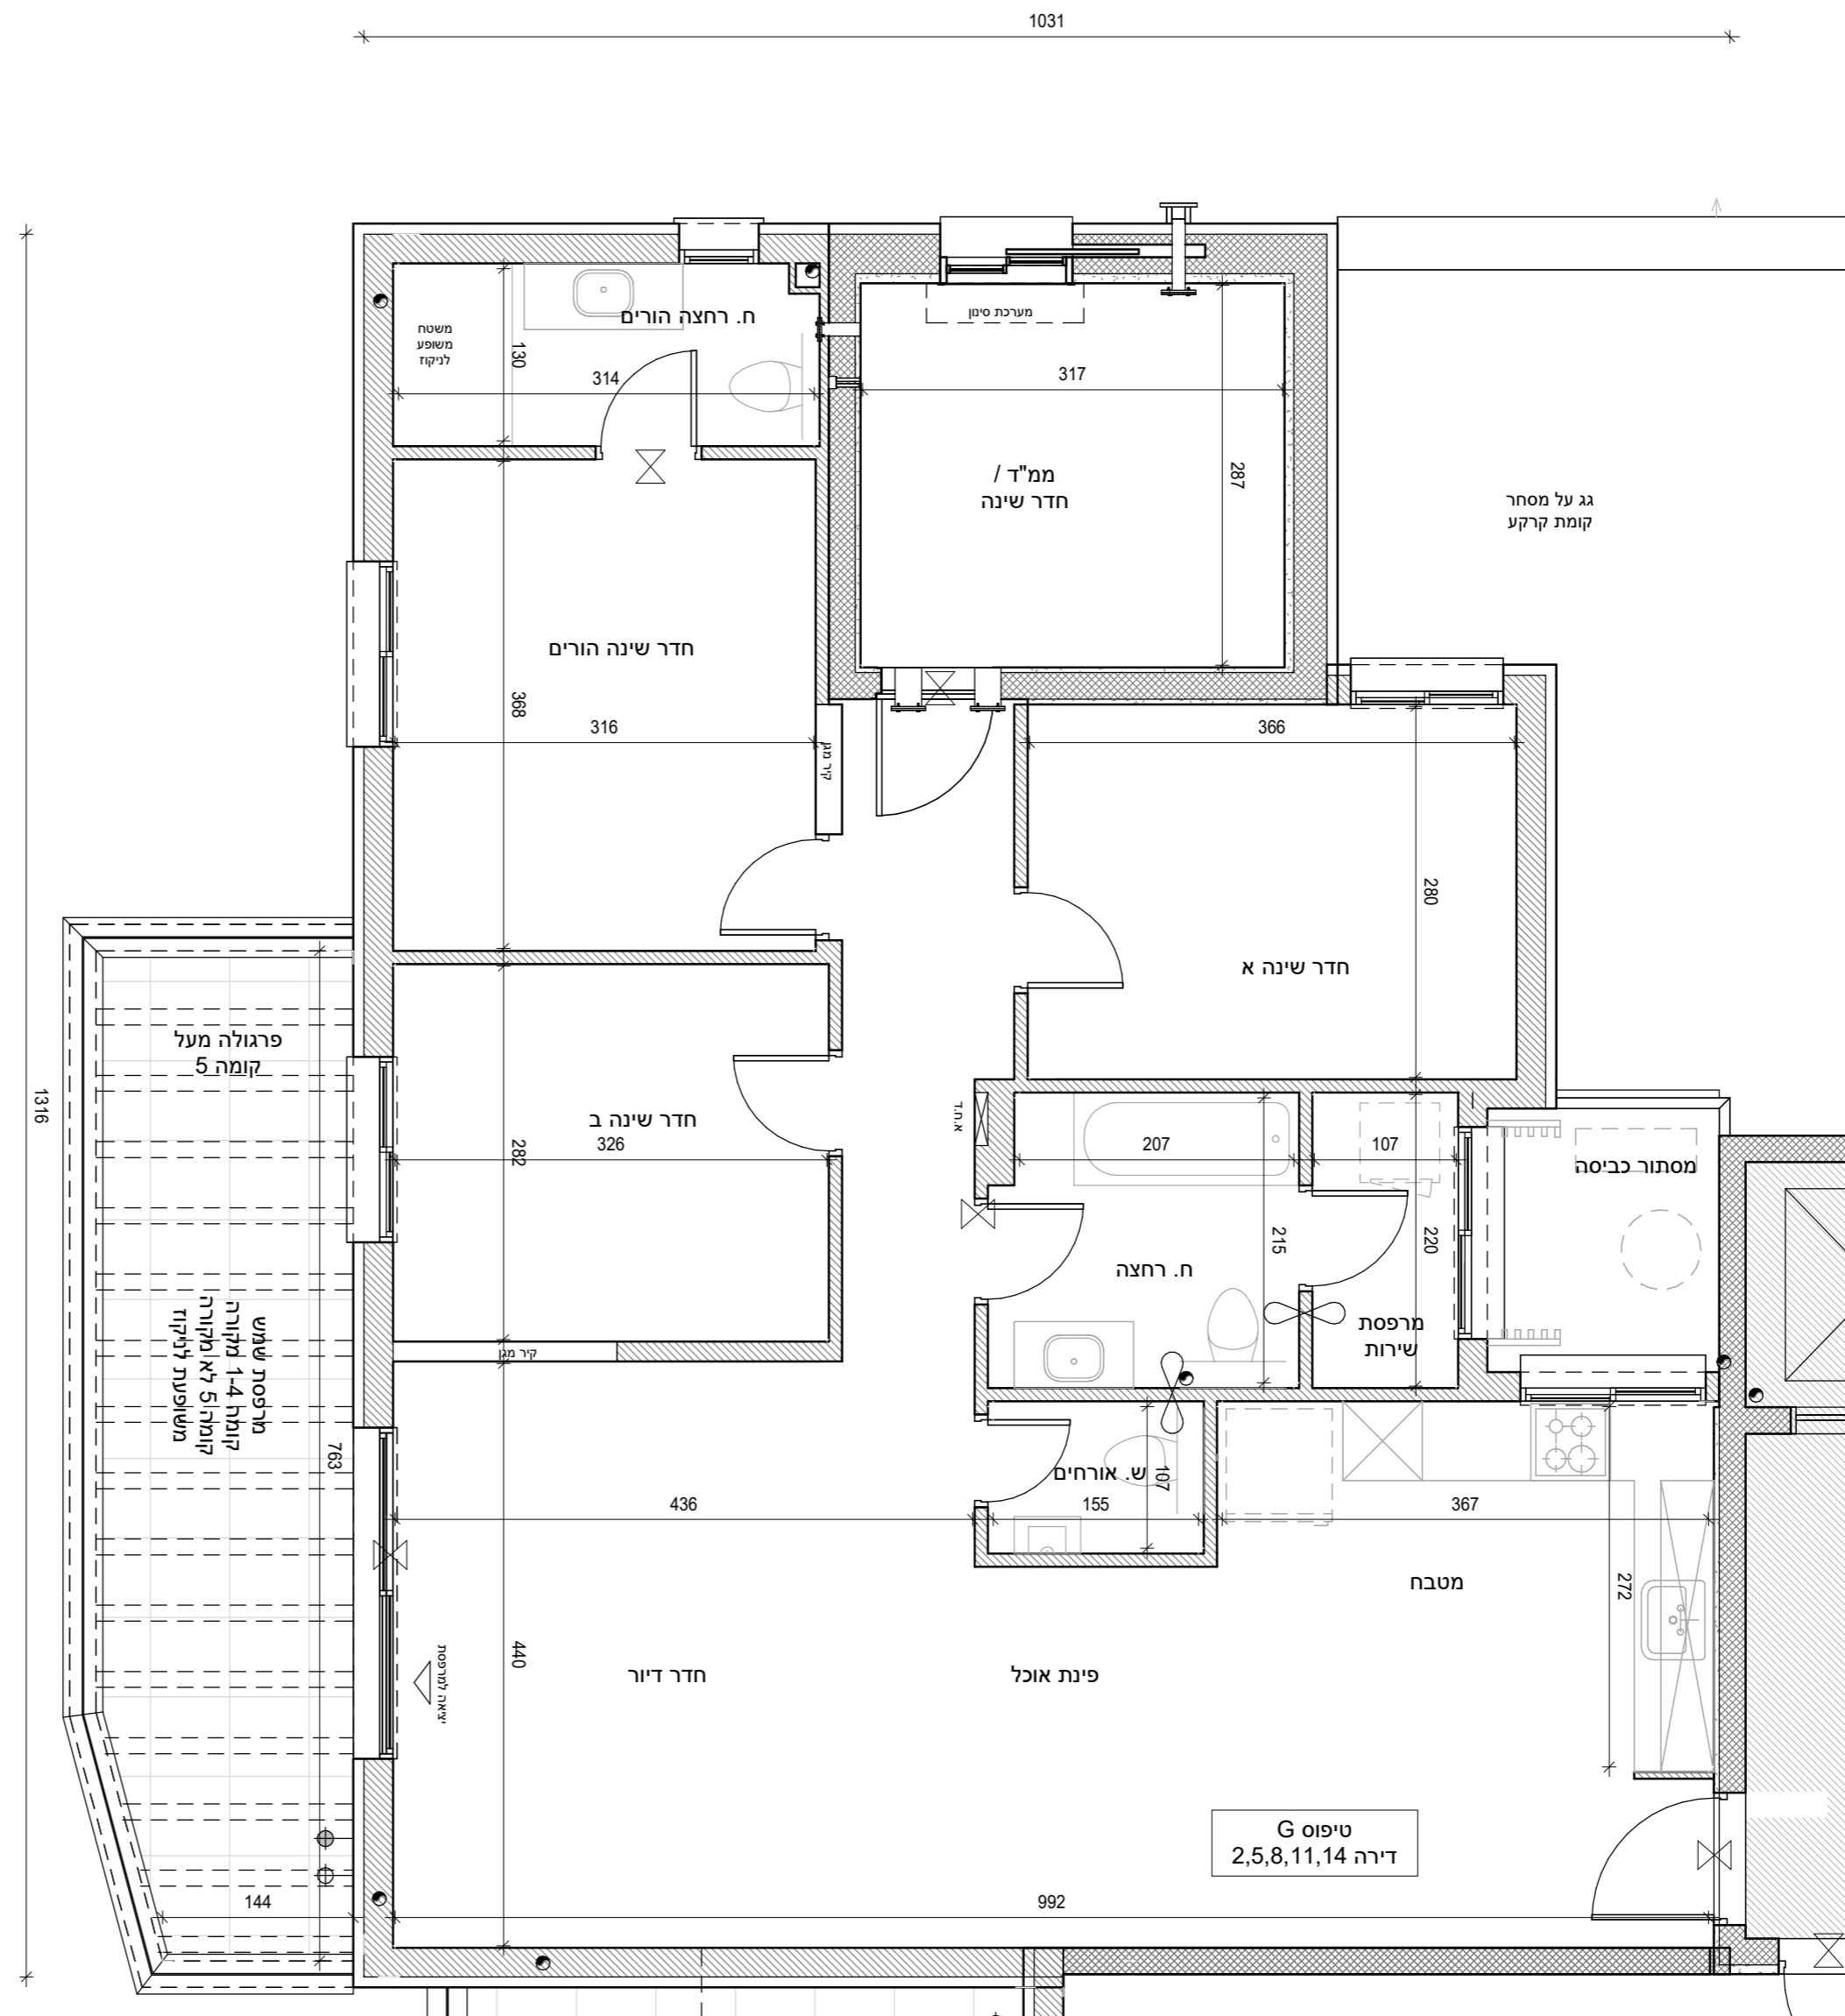 1031
ח. רחצה הורים
משטח
משופע
לניקוז
130
314
מערכת סינון
317
287
ממ"ד /
חדר שינה
גג על מסחר
קומת קרקע
חדר שינה הורים
368
316
קיר מגן
366
280
חדר שינה א
פרגולה מעל
קומה 5
1316
חדר שינה ב
326
282
א.ח.ד
207
107
מסתור כביסה
215
220
ח. רחצה
מרפסת
שירות
קיר מגן
מרפסת שמש
קומה 1-4 מקורה
קומה 5 לא מקורה
משופעת לניקוז
763
ש. אורחים
107
436
155
367
מטבח
272
440
חדר דיור
פינת אוכל
יציאה למרפסת
טיפוס G
דירה 2,5,8,11,14
144
992